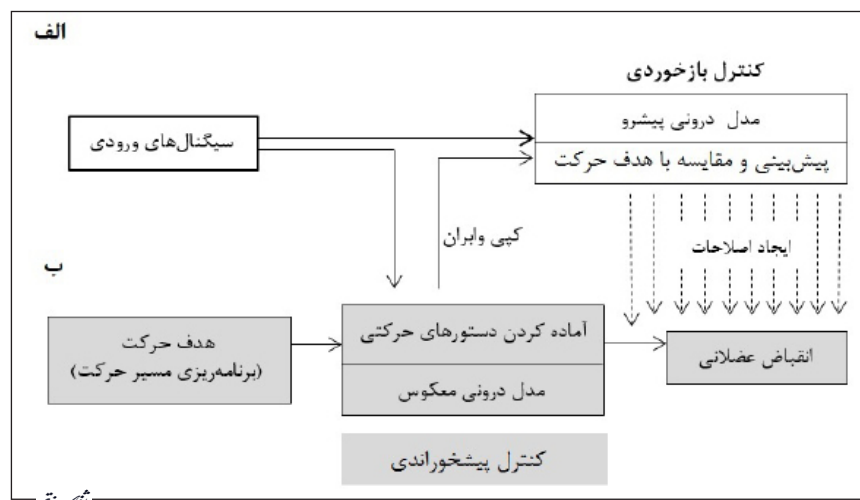 الف
کنترل بازخوردی
مدل درونی پیشرو
سیگنال‌های ورودی
پیش‌بینی و مقایسه با هدف حرکت
کپی وابران
ایجاد اصلاحات
ب
هدف حرکت
(برنامه‌ریزی مسیر حرکت)
آماده کردن دستورهای حرکتی
انقباض عضلانی
مدل درونی معکوس
کنترل پیشخوراندی